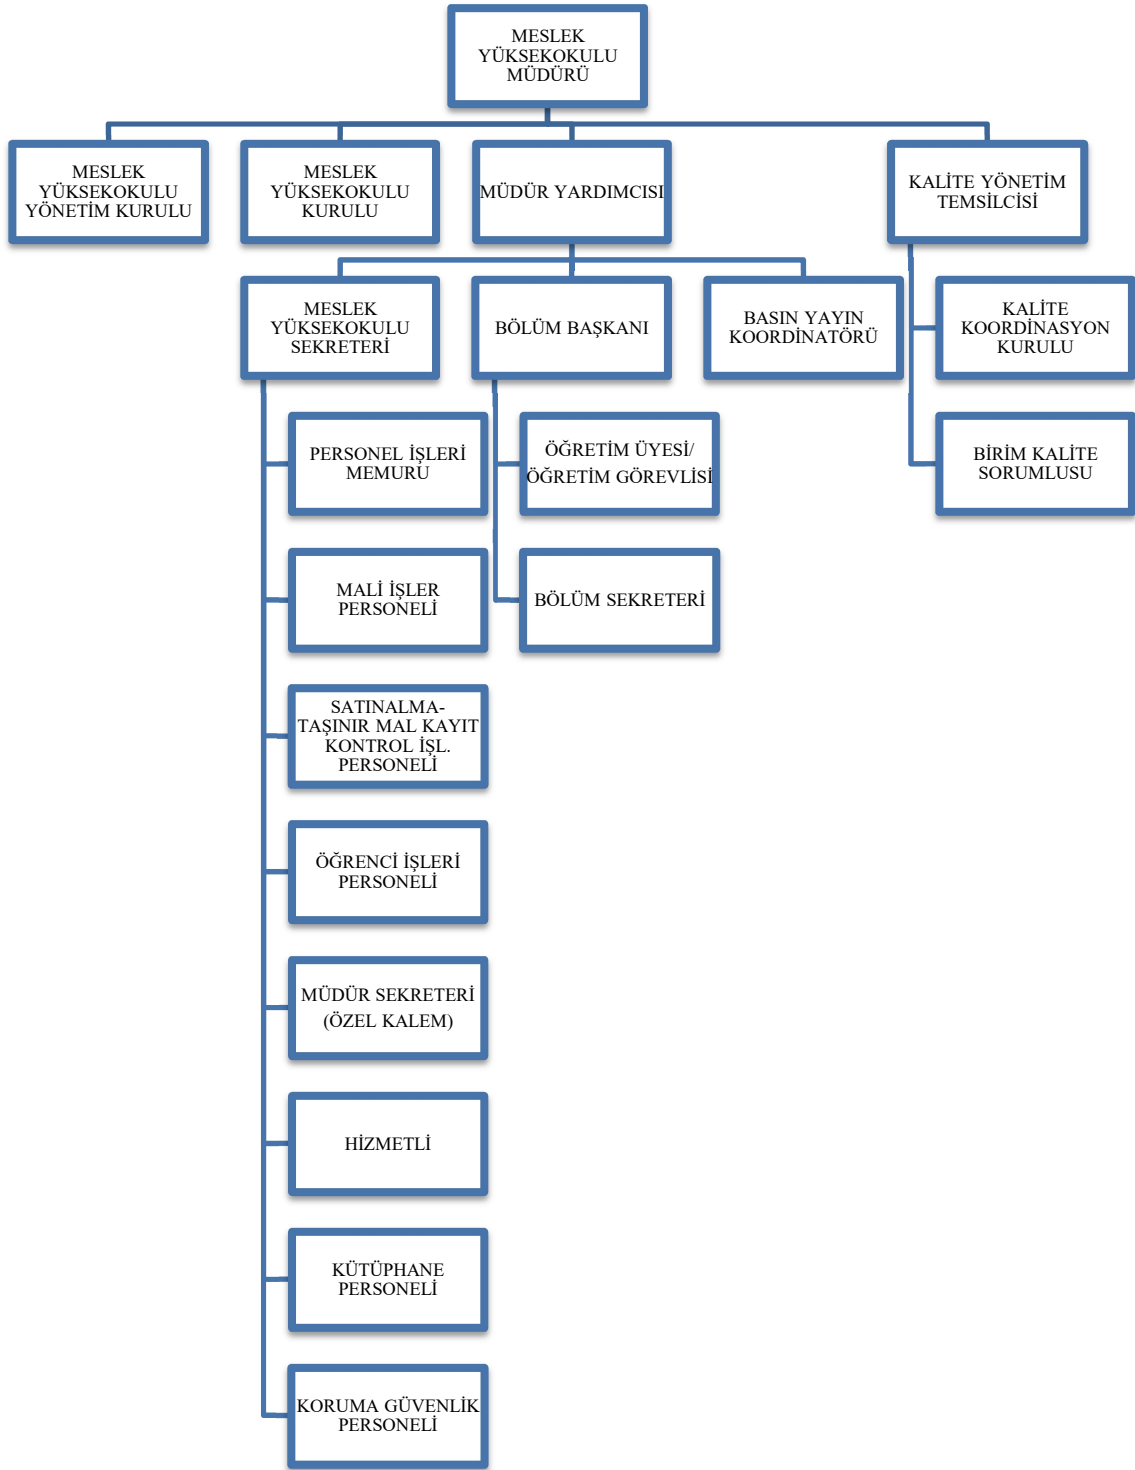 MESLEK
YÜKSEKOKULU
MÜDÜRÜ
MESLEK
YÜKSEKOKULU
YÖNETİM KURULU
MESLEK
YÜKSEKOKULU
KURULU
MÜDÜR YARDIMCISI
KALİTE YÖNETİM
TEMSİLCİSİ
MESLEK
YÜKSEKOKULU
SEKRETERİ
BÖLÜM BAŞKANI
BASIN YAYIN
KOORDİNATÖRÜ
KALİTE
KOORDİNASYON
KURULU
PERSONEL İŞLERİ
MEMURU
ÖĞRETİM ÜYESİ/
ÖĞRETİM GÖREVLİSİ
BİRİM KALİTE
SORUMLUSU
MALİ İŞLER
PERSONELİ
BÖLÜM SEKRETERİ
SATINALMA-
TAŞINIR MAL KAYIT
KONTROL İŞL.
PERSONELİ
ÖĞRENCİ İŞLERİ
PERSONELİ
MÜDÜR SEKRETERİ
(ÖZEL KALEM)
HİZMETLİ
KÜTÜPHANE
PERSONELİ
KORUMA GÜVENLİK
PERSONELİ